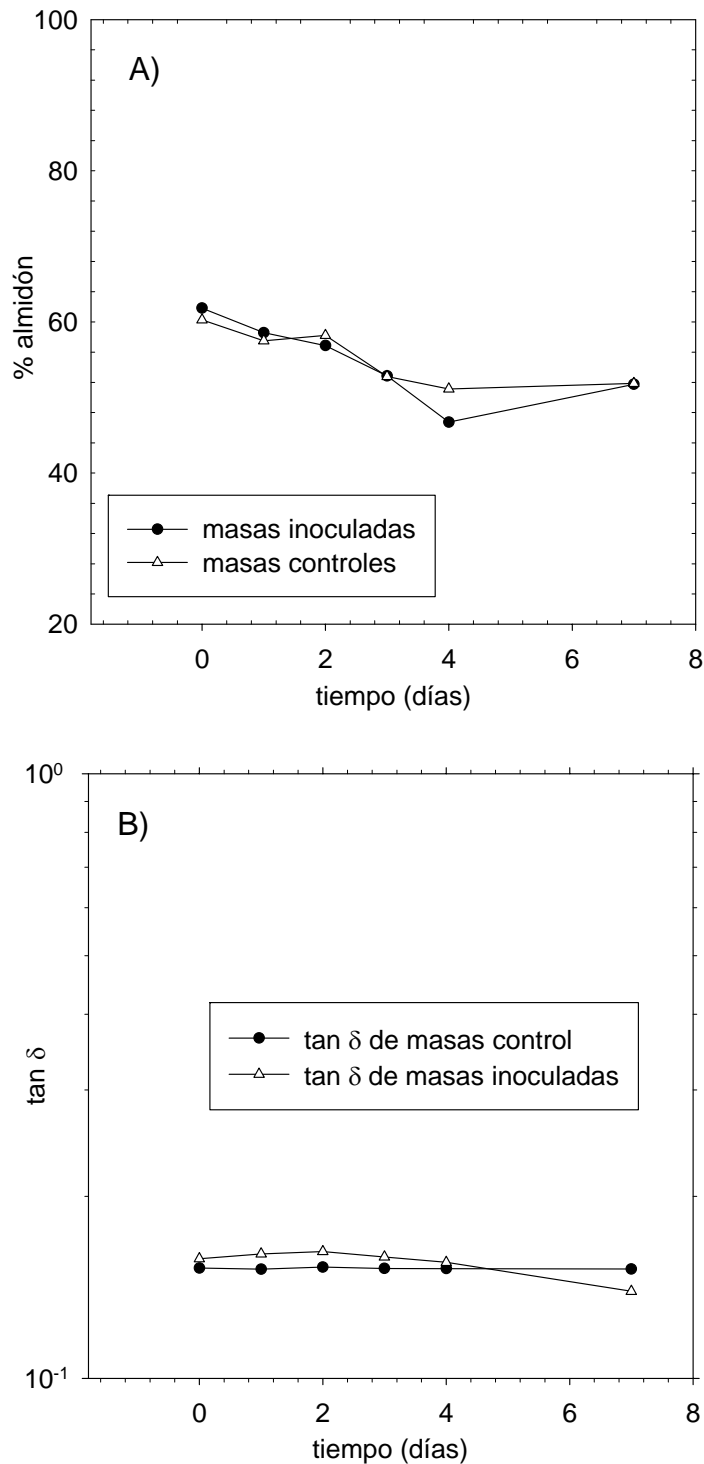 100
A)
80
% almidón
60
40
masas inoculadas
masas controles
20
0 2 4 6 8
tiempo (días)
10⁰
B)
tan δ de masas control
tan δ
tan δ de masas inoculadas
10⁻¹
0 2 4 6 8
tiempo (días)